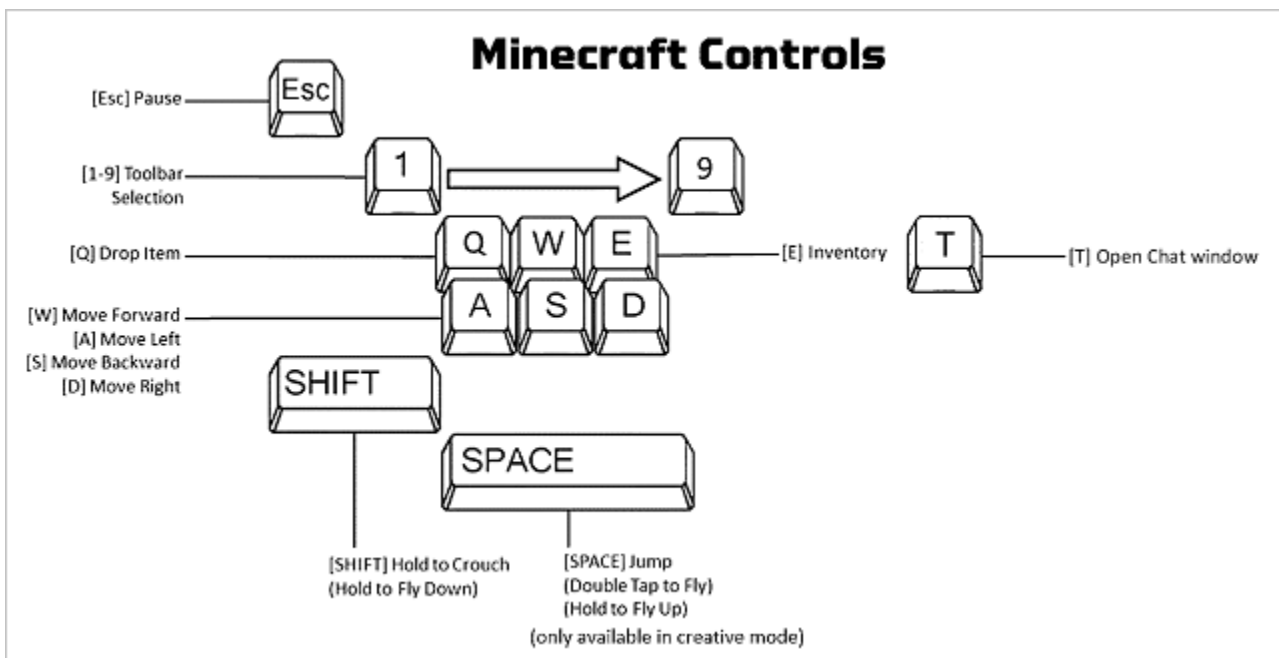 Minecraft Controls
Esc
[Esc] Pause
1
9
[1-9] Toolbar
Selection
Q
W
E
T
[Q] Drop Item
[E] Inventory
[T] Open Chat window
A
S
D
[W] Move Forward
[A] Move Left
[S] Move Backward
[D] Move Right
SHIFT
SPACE
[SHIFT] Hold to Crouch
(Hold to Fly Down)
[SPACE] Jump
(Double Tap to Fly)
(Hold to Fly Up)
(only available in creative mode)